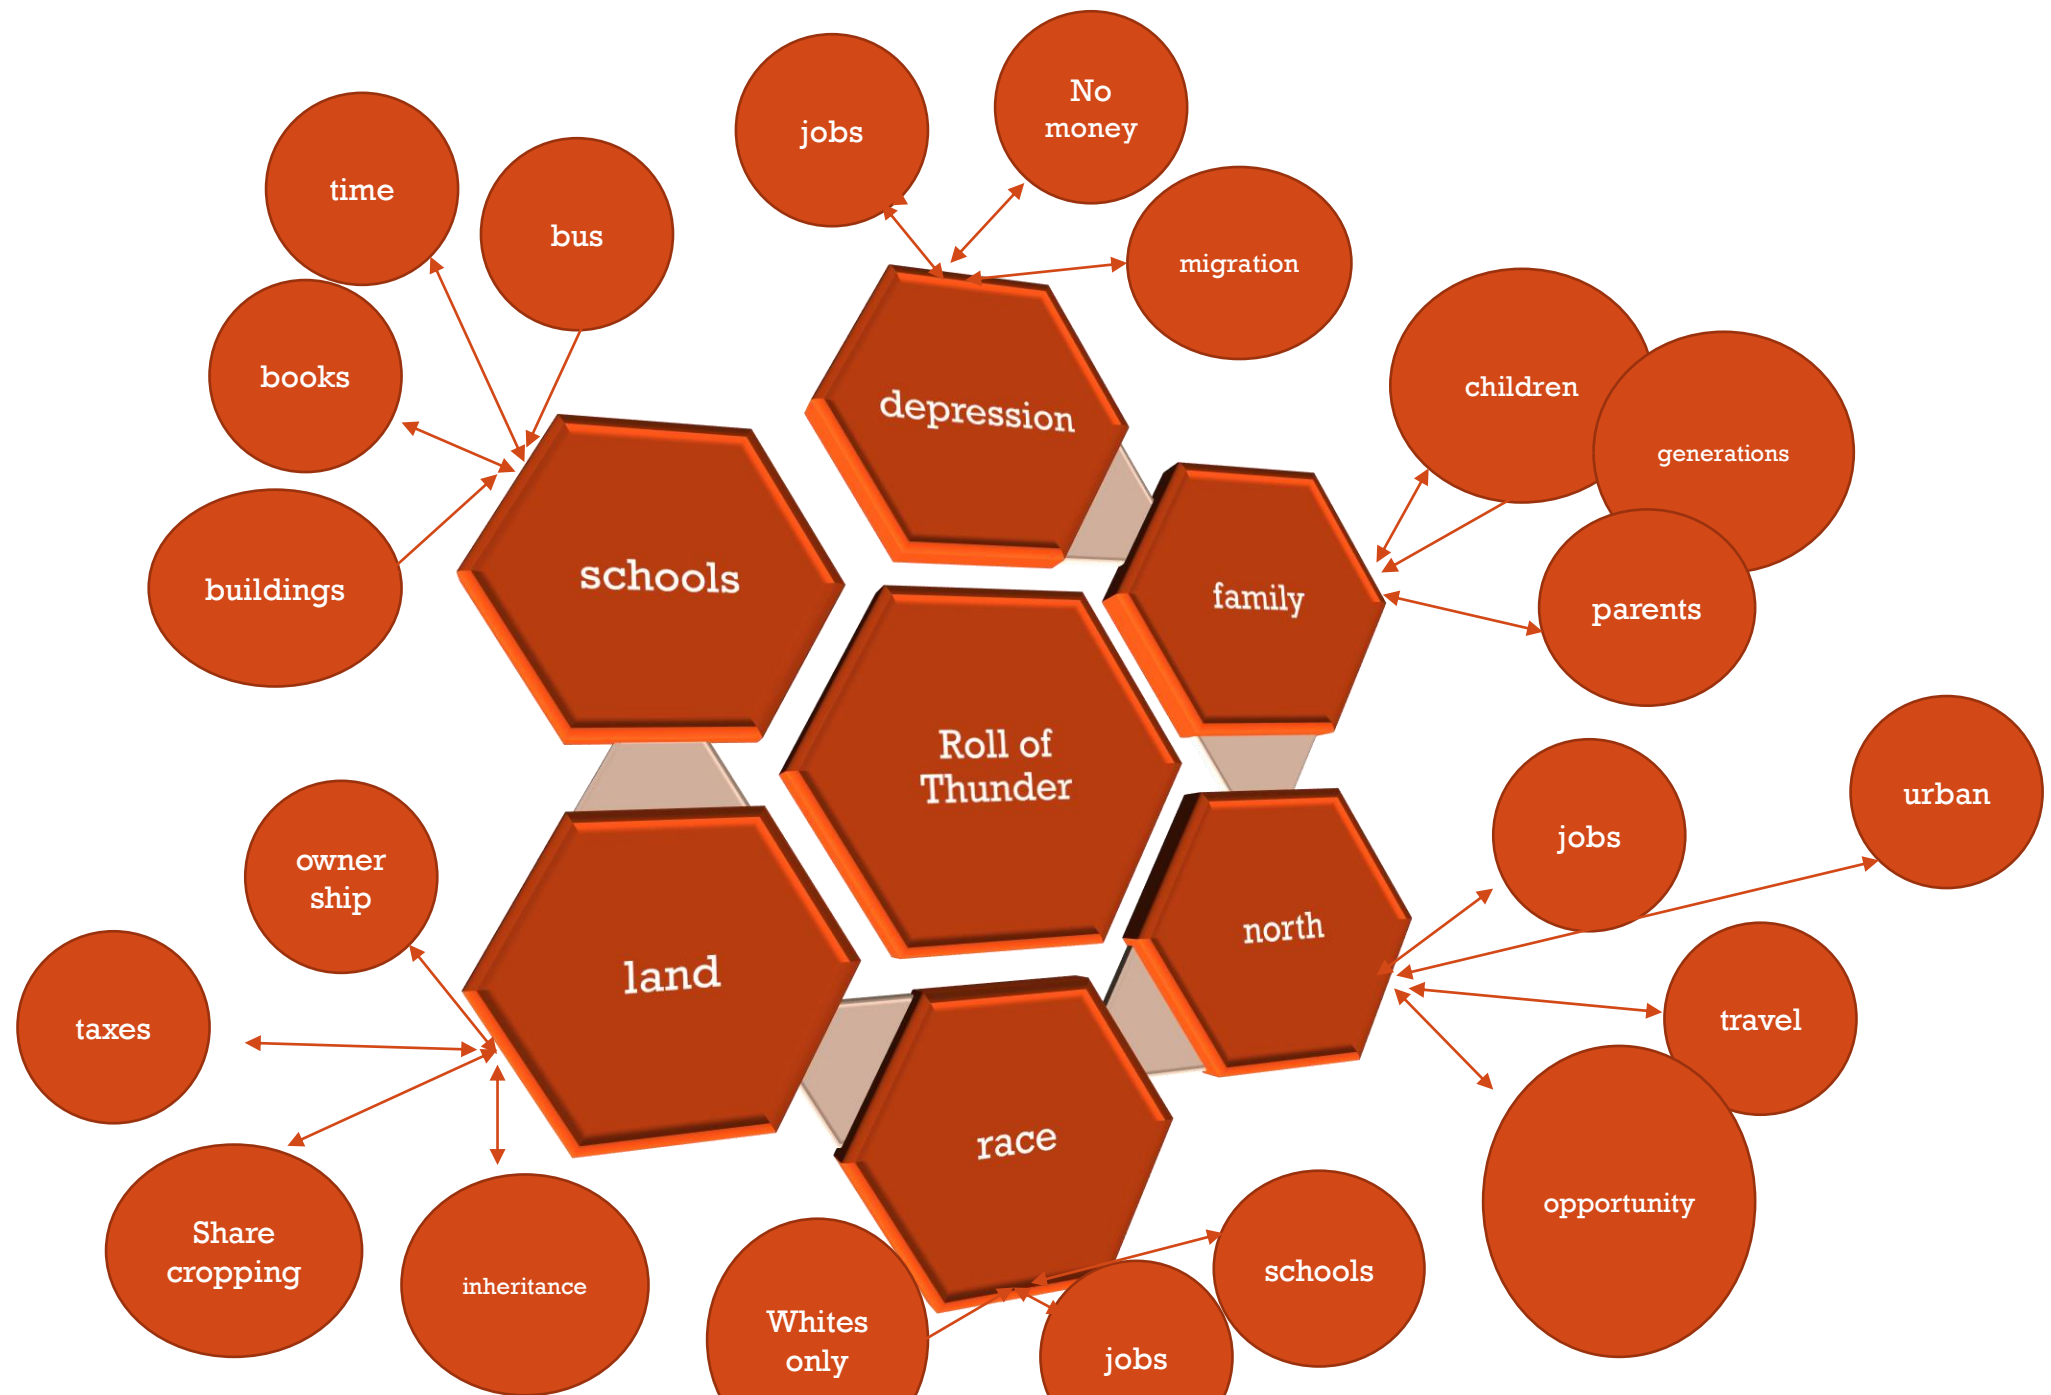 No
money
jobs
time
bus
migration
books
children
generations
depression
buildings
schools
family
parents
Roll of
Thunder
urban
jobs
owner
ship
north
land
taxes
travel
race
Share
cropping
inheritance
opportunity
schools
Whites
only
jobs